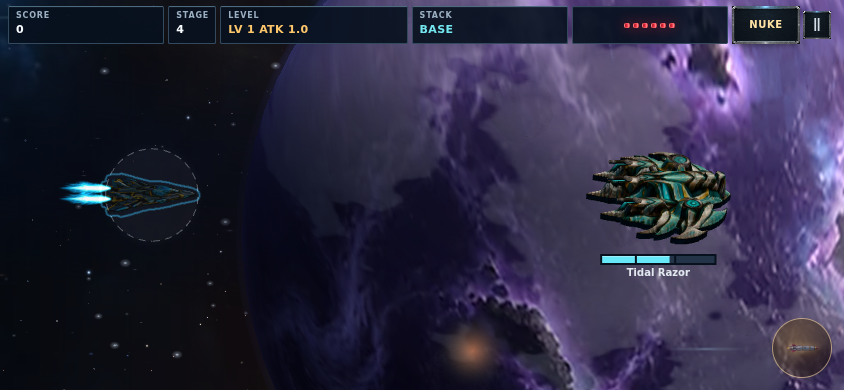 SCORE
0
STAGE
4
LEVEL
LV 1 ATK 1.0
STACK
BASE
NUKE
Tidal Razor